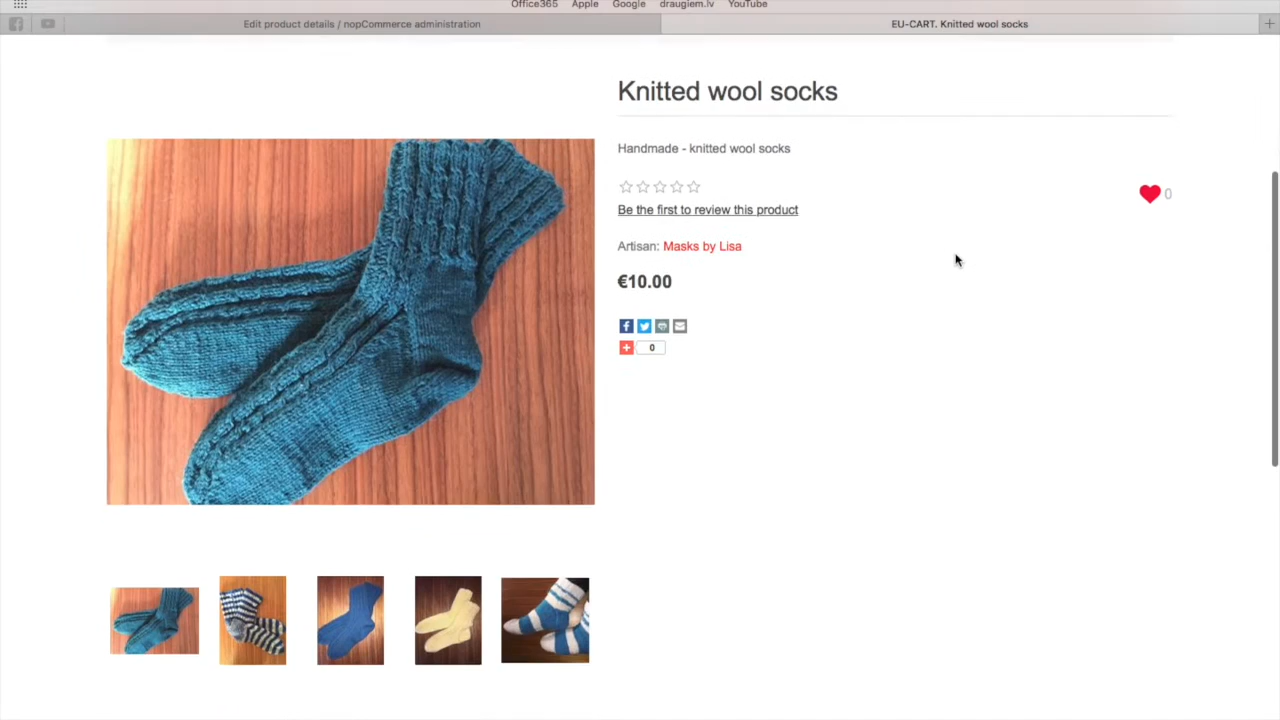 Office365 Apple Google draugiem.lv YouTube
Edit product details / nopCommerce administration
EU-CART. Knitted wool socks
Knitted wool socks
Handmade - knitted wool socks
0
Be the first to review this product
Artisan: Masks by Lisa
€10.00
0